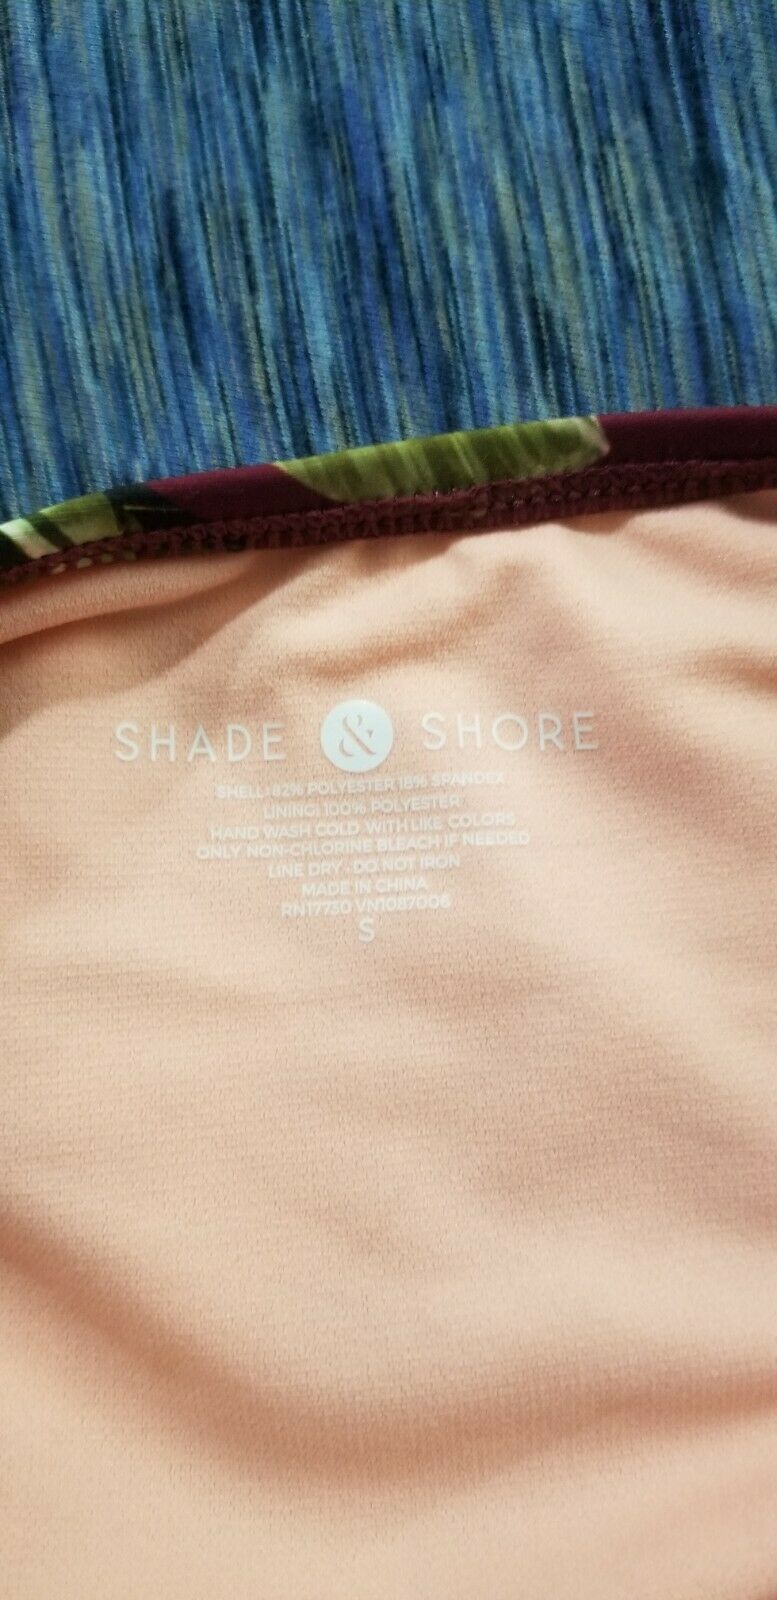 SHADE & SHORE
SHELL: 82% POLYESTER 18% SPANDEX
LINING: 100% POLYESTER
HAND WASH COLD WITH LIKE COLORS
ONLY NON-CHLORINE BLEACH IF NEEDED
LINE DRY - DO NOT IRON
MADE IN CHINA
RN17730 VN1087006
S